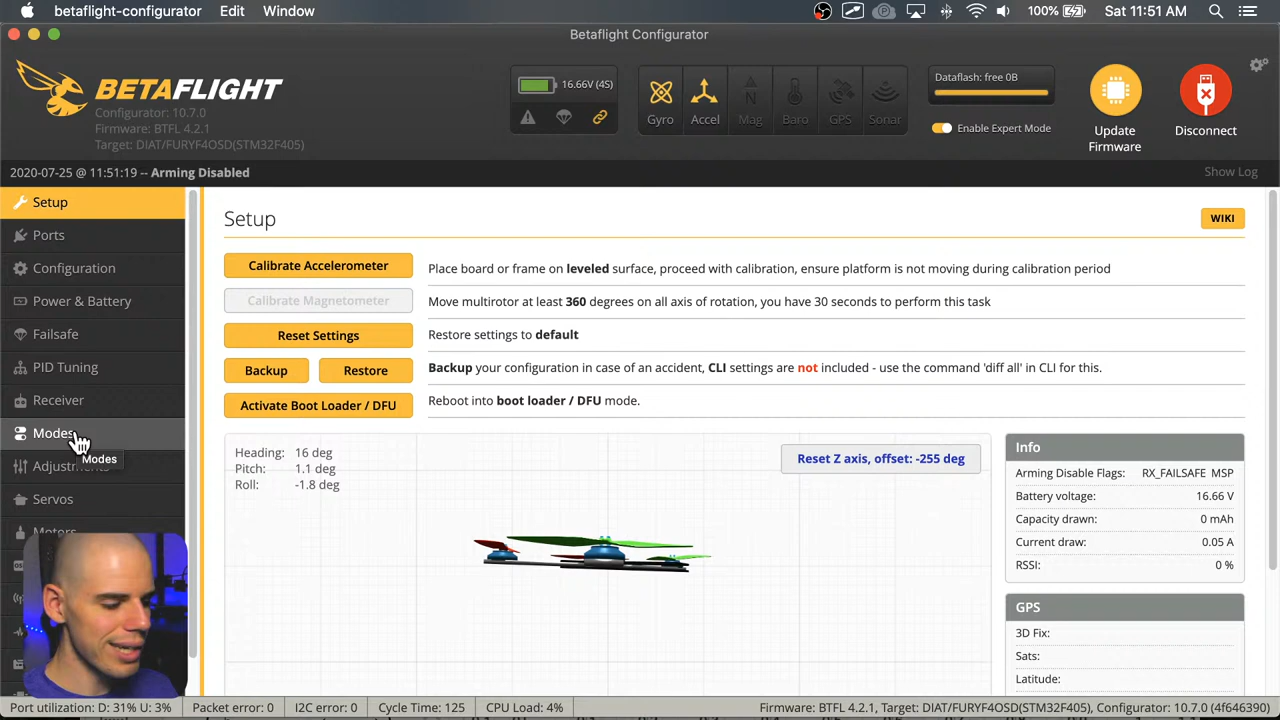 betaflight-configurator Edit Window 100% Sat 11:51 AM
Betaflight Configurator
BETAFLIGHT
Configurator: 10.7.0
Firmware: BTFL 4.2.1
Target: DIAT/FURYF4OSD(STM32F405)
16.66V (4S)
Gyro Accel Mag Baro GPS Sonar
Dataflash: free 0B
Enable Expert Mode
Update Firmware
Disconnect
2020-07-25 @ 11:51:19 -- Arming Disabled
Show Log
Setup
Ports
Configuration
Power & Battery
Failsafe
PID Tuning
Receiver
Modes
Modes
Adjustments
Servos
Motors
Setup
WIKI
Calibrate Accelerometer
Place board or frame on leveled surface, proceed with calibration, ensure platform is not moving during calibration period
Calibrate Magnetometer
Move multirotor at least 360 degrees on all axis of rotation, you have 30 seconds to perform this task
Reset Settings
Restore settings to default
Backup Restore
Backup your configuration in case of an accident, CLI settings are not included - use the command 'diff all' in CLI for this.
Activate Boot Loader / DFU
Reboot into boot loader / DFU mode.
Heading: 16 deg
Pitch: 1.1 deg
Roll: -1.8 deg
Reset Z axis, offset: -255 deg
Info
Arming Disable Flags: RX_FAILSAFE MSP
Battery voltage: 16.66 V
Capacity drawn: 0 mAh
Current draw: 0.05 A
RSSI: 0 %
GPS
3D Fix:
Sats:
Latitude:
Port utilization: D: 31% U: 3% Packet error: 0 I2C error: 0 Cycle Time: 125 CPU Load: 4% Firmware: BTFL 4.2.1, Target: DIAT/FURYF4OSD(STM32F405), Configurator: 10.7.0 (4f646390)